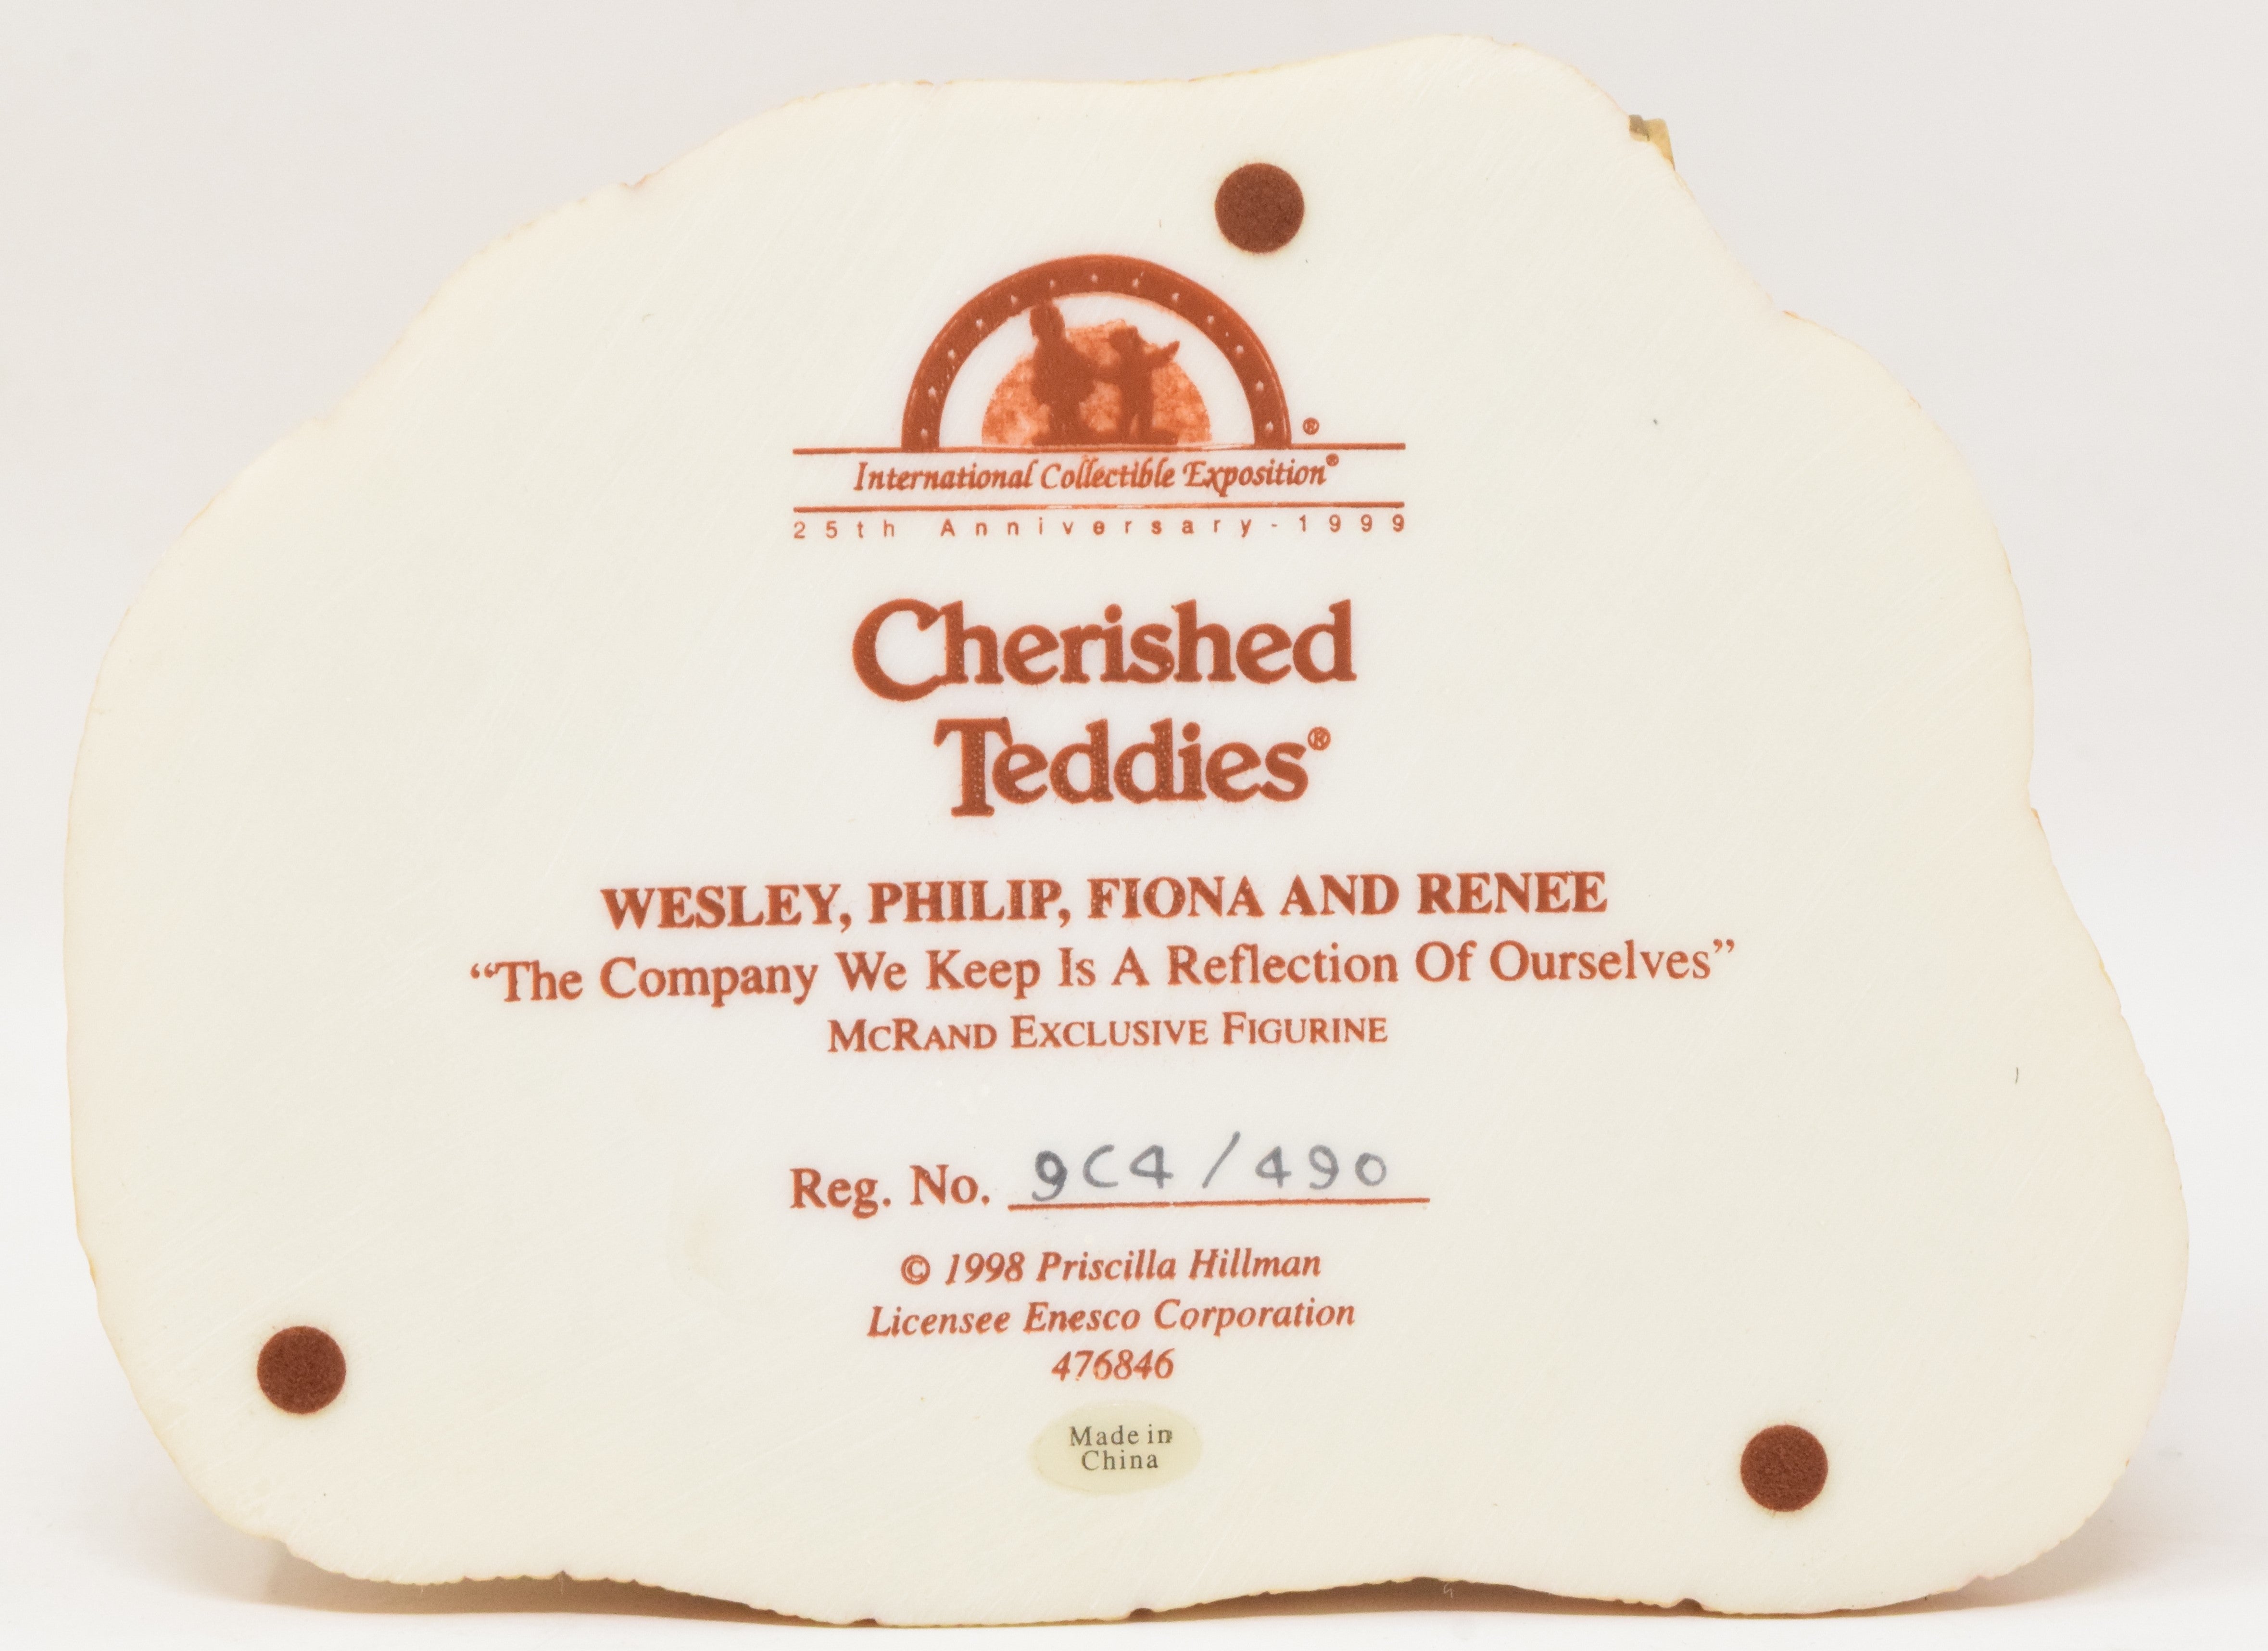 ®
International Collectible Exposition®
25th Anniversary-1999
Cherished
Teddies®
WESLEY, PHILIP, FIONA AND RENEE
“The Company We Keep Is A Reflection Of Ourselves”
MCRAND EXCLUSIVE FIGURINE
Reg. No. 9C4/490
© 1998 Priscilla Hillman
Licensee Enesco Corporation
476846
Made in
China